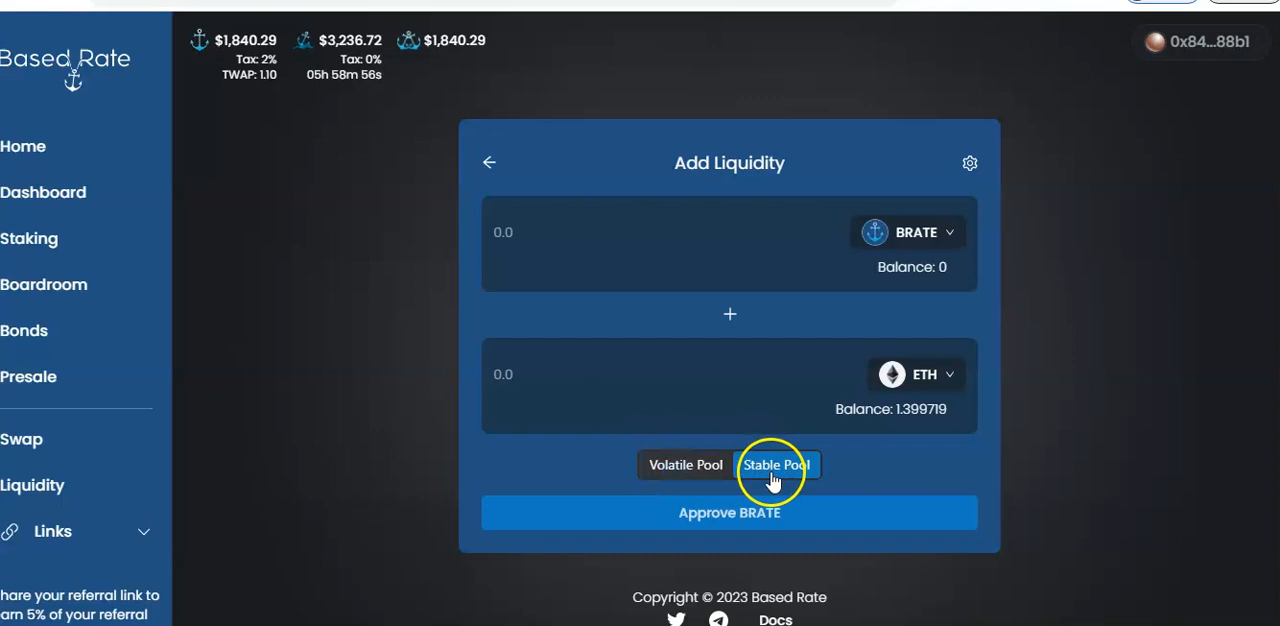 Based Rate
$1,840.29
Tax: 2%
TWAP: 1.10
$3,236.72
Tax: 0%
05h 58m 56s
$1,840.29
0x84...88b1
Home
Dashboard
Staking
Boardroom
Bonds
Presale
Swap
Liquidity
Links
hare your referral link to
arn 5% of your referral
Add Liquidity
0.0
BRATE
Balance: 0
+
0.0
ETH
Balance: 1.399719
Volatile Pool
Stable Pool
Approve BRATE
Copyright © 2023 Based Rate
Docs